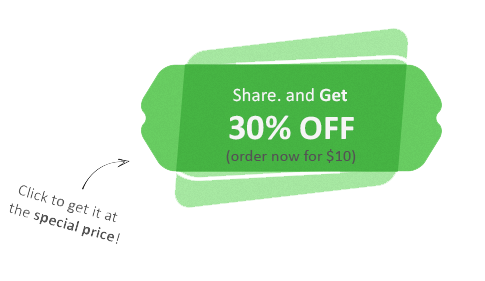 Share. and Get
30% OFF
(order now for $10)
Click to get it at
the special price!